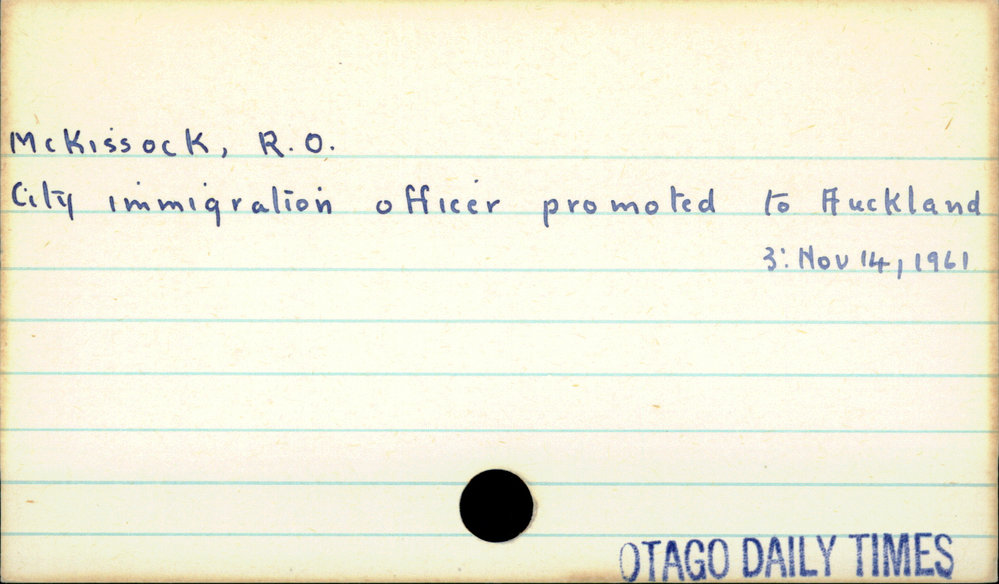 McKissock, R.O.
City immigration officer promoted to Auckland
3: Nov 14, 1961
OTAGO DAILY TIMES